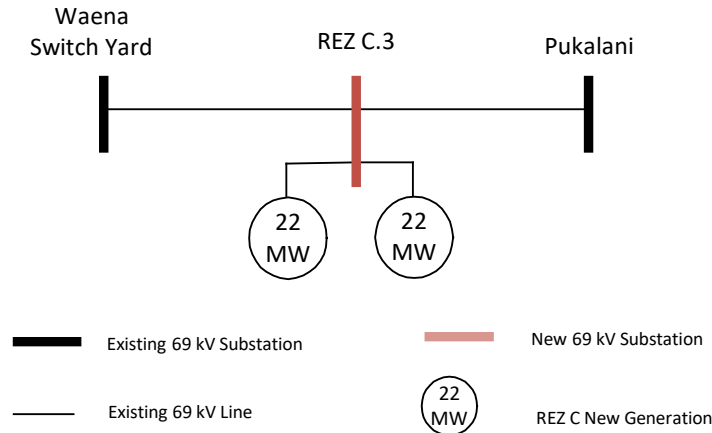 Waena
Switch Yard
REZ C.3
Pukalani
22
MW
22
MW
Existing 69 kV Substation
New 69 kV Substation
Existing 69 kV Line
22
MW
REZ C New Generation